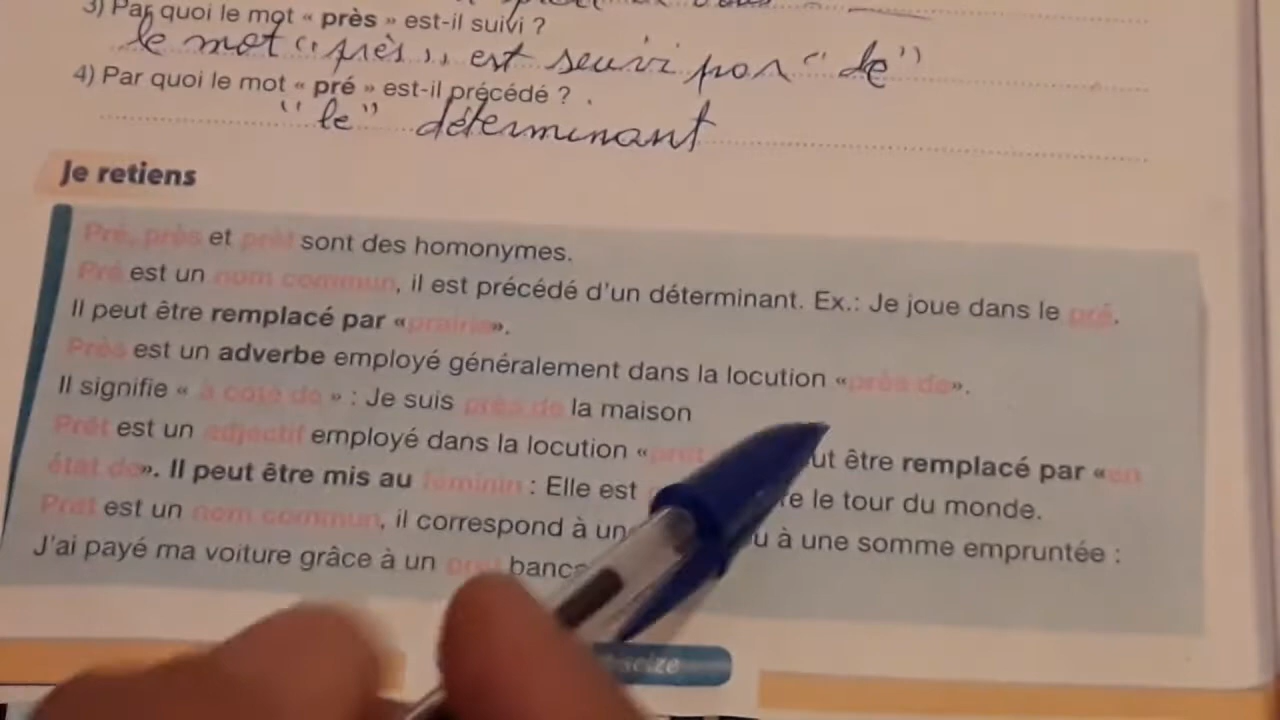 3) Par quoi le mot « près » est-il suivi ?
le mot "près" est seuivi par "de"
4) Par quoi le mot « pré » est-il précédé ?
"le" déterminant
Je retiens
Pré, près et prêt sont des homonymes.
Pré est un nom commun, il est précédé d'un déterminant. Ex.: Je joue dans le pré.
Il peut être remplacé par «prairie».
Près est un adverbe employé généralement dans la locution «près de».
Il signifie « à côté de » : Je suis près de la maison
Prêt est un adjectif employé dans la locution «prêt ut être remplacé par «en
état de». Il peut être mis au féminin : Elle est re le tour du monde.
Prêt est un nom commun, il correspond à un u à une somme empruntée :
J'ai payé ma voiture grâce à un prêt banca
seize